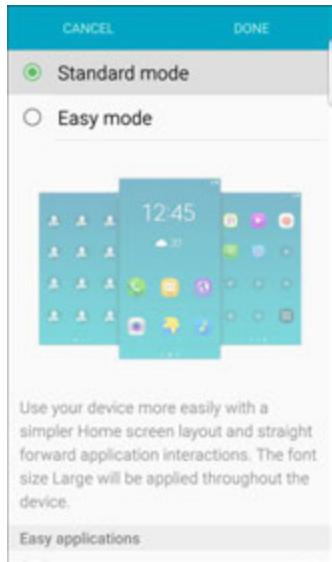 CANCEL DONE
Standard mode
Easy mode
12:45
Use your device more easily with a
simpler Home screen layout and straight
forward application interactions. The font
size Large will be applied throughout the
device.
Easy applications